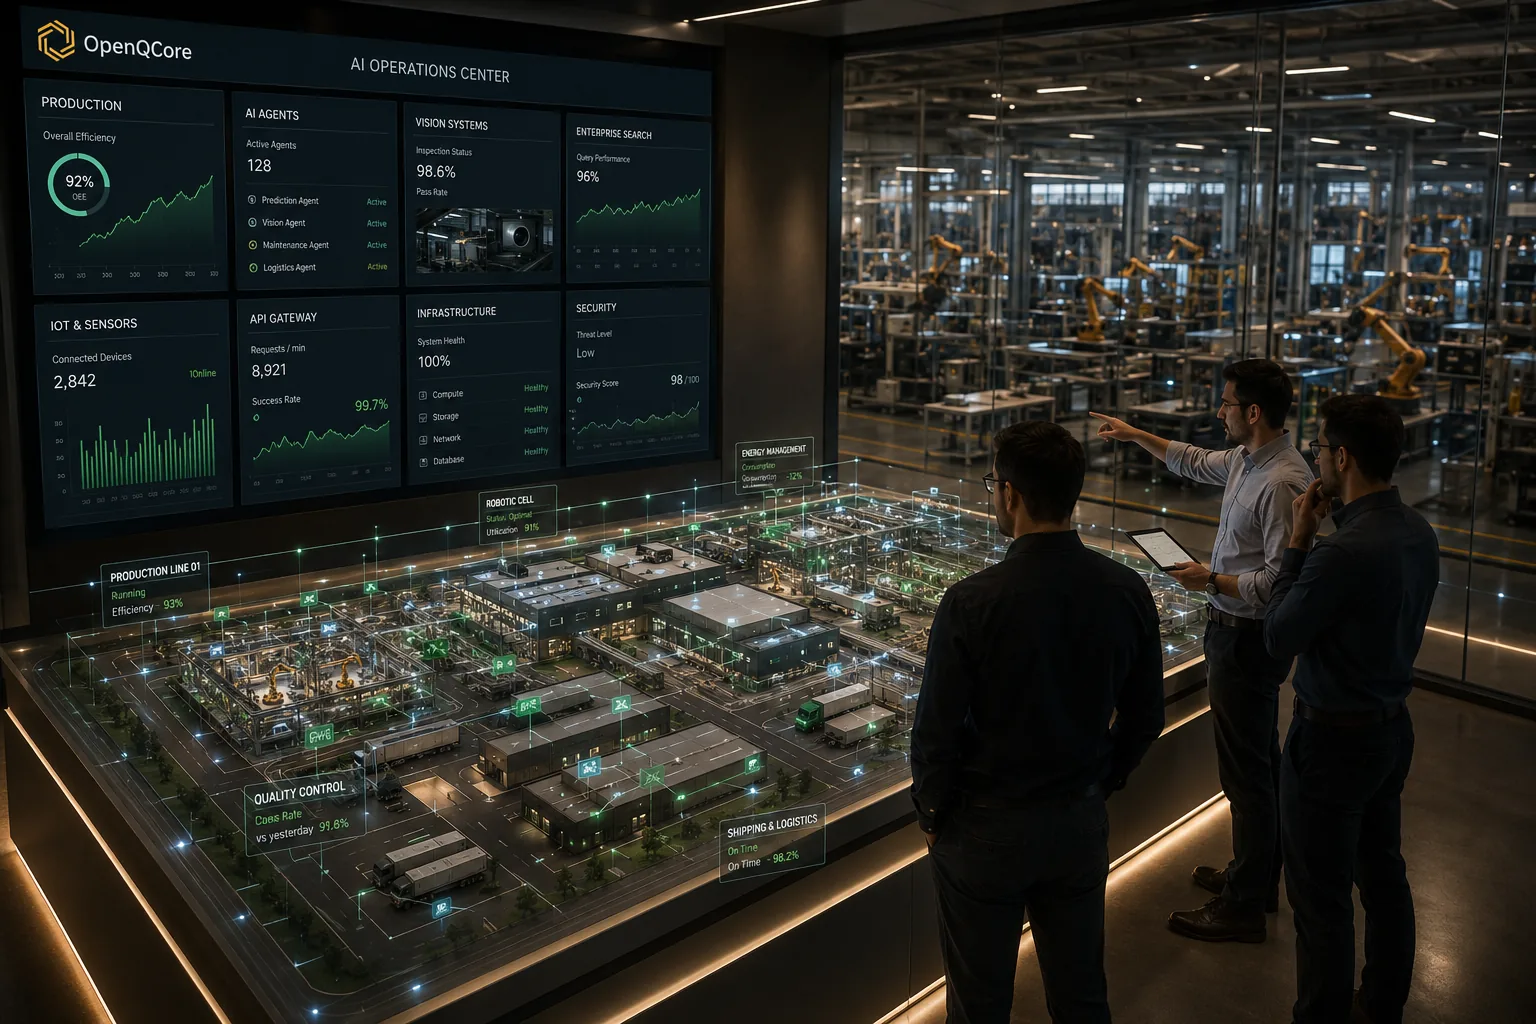 OpenQCore
AI OPERATIONS CENTER
PRODUCTION
Overall Efficiency
92%
OEE
AI AGENTS
Active Agents
128
Prediction Agent Active
Vision Agent Active
Maintenance Agent Active
Logistics Agent Active
VISION SYSTEMS
Inspection Status
98.6%
Pass Rate
ENTERPRISE SEARCH
Query Performance
96%
IOT & SENSORS
Connected Devices
2,842
1Online
API GATEWAY
Requests / min
8,921
Success Rate
99.7%
INFRASTRUCTURE
System Health
100%
Compute Healthy
Storage Healthy
Network Healthy
Database Healthy
SECURITY
Threat Level
Low
Security Score
98 /100
ENERGY MANAGEMENT
-12%
ROBOTIC CELL
Status: Optimal
Utilization 91%
PRODUCTION LINE 01
Running
Efficiency - 93%
QUALITY CONTROL
Rate
vs yesterday 99.6%
SHIPPING & LOGISTICS
On Time
On Time - 98.2%